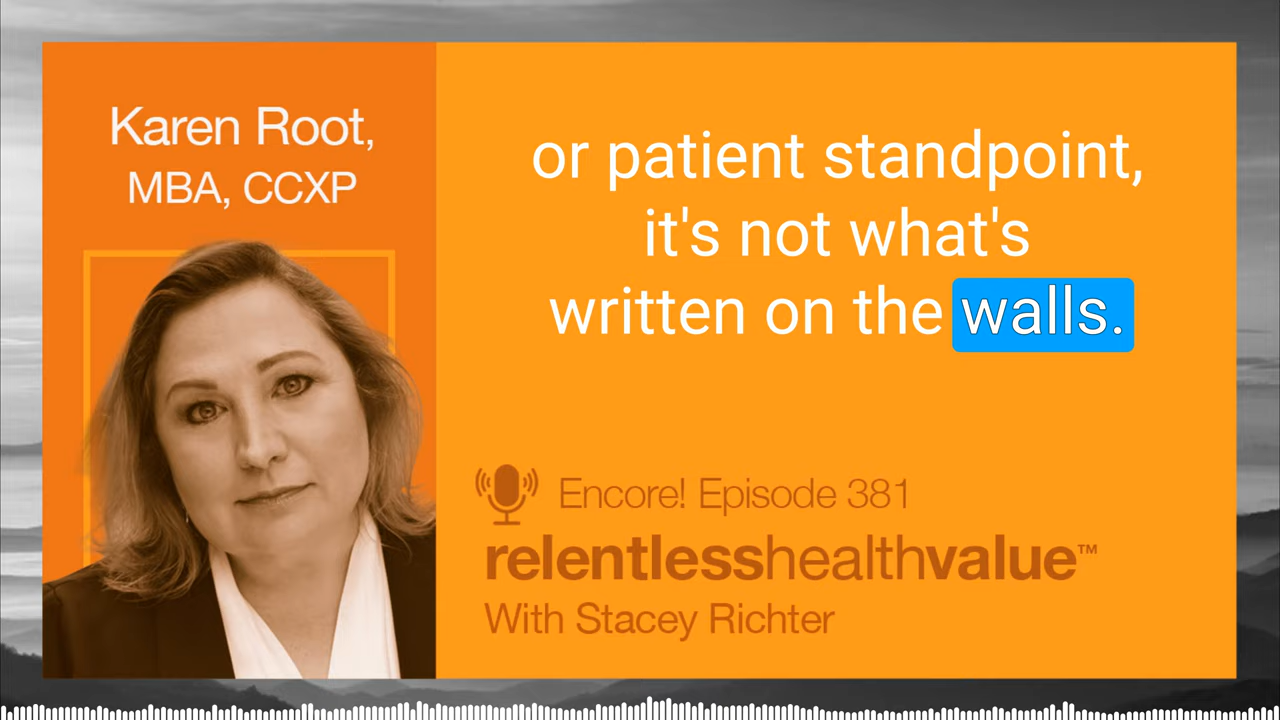 Karen Root,
MBA, CCXP
or patient standpoint,
it's not what's
written on the walls.
Encore! Episode 381
relentlesshealthvalue™
With Stacey Richter